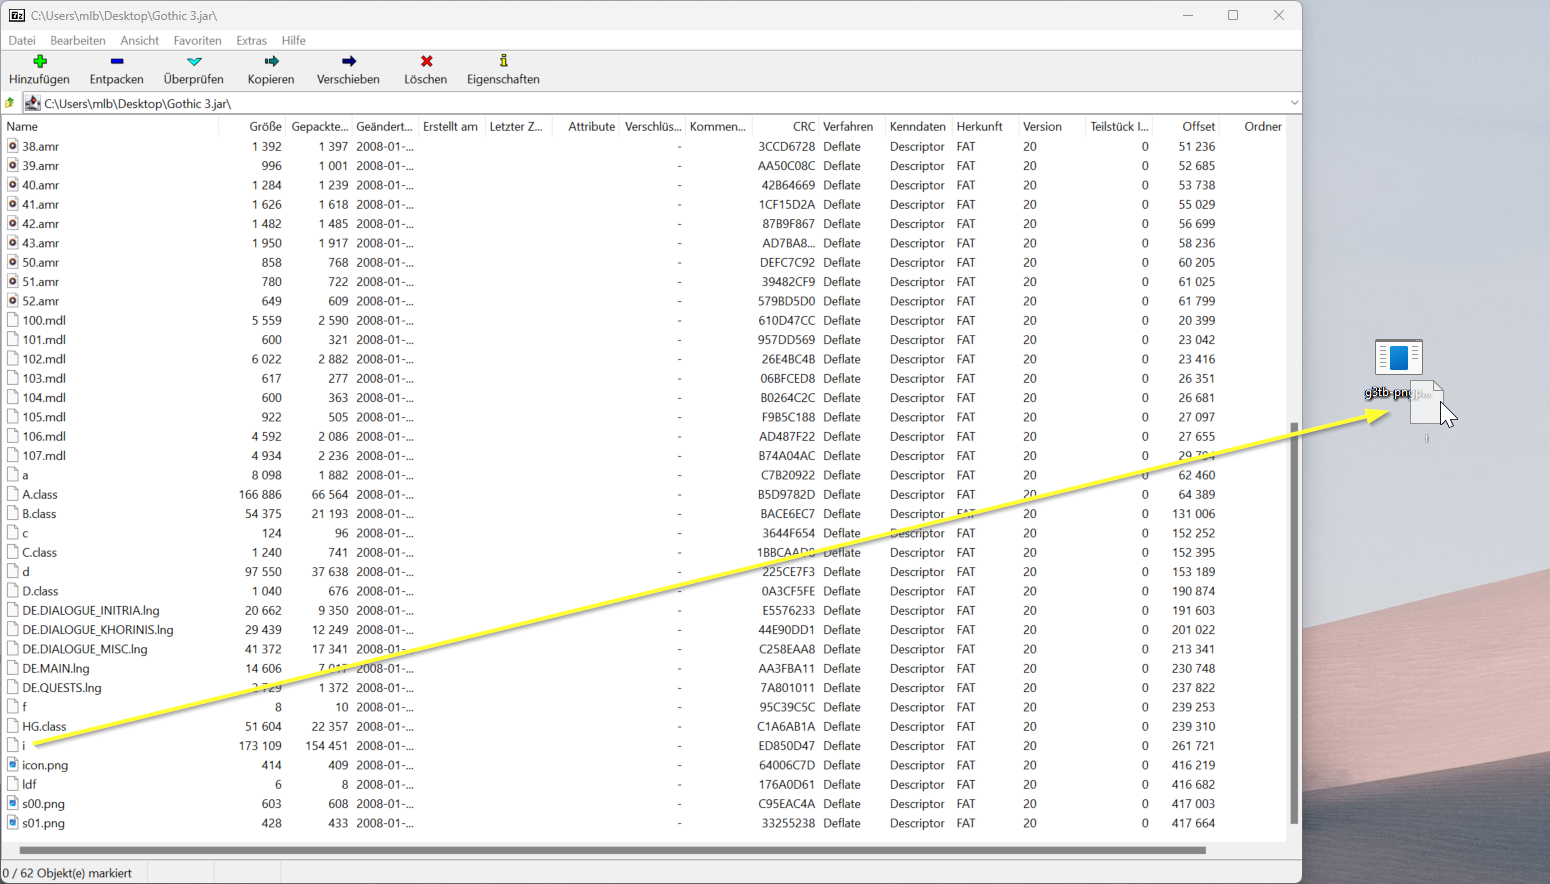 C:\Users\mlb\Desktop\Gothic 3.jar\
Datei Bearbeiten Ansicht Favoriten Extras Hilfe
Hinzufügen Entpacken Überprüfen Kopieren Verschieben Löschen Eigenschaften
C:\Users\mlb\Desktop\Gothic 3.jar\
Name Größe Gepackte... Geändert... Erstellt am Letzter Z... Attribute Verschlüs... Kommen... CRC Verfahren Kenndaten Herkunft Version Teilstück I... Offset Ordner
38.amr 1 392 1 397 2008-01-... - 3CCD6728 Deflate Descriptor FAT 20 0 51 236
39.amr 996 1 001 2008-01-... - AA50C08C Deflate Descriptor FAT 20 0 52 685
40.amr 1 284 1 239 2008-01-... - 42B64669 Deflate Descriptor FAT 20 0 53 738
41.amr 1 626 1 618 2008-01-... - 1CF15D2A Deflate Descriptor FAT 20 0 55 029
42.amr 1 482 1 485 2008-01-... - 87B9F867 Deflate Descriptor FAT 20 0 56 699
43.amr 1 950 1 917 2008-01-... - AD7BA8... Deflate Descriptor FAT 20 0 58 236
50.amr 858 768 2008-01-... - DEFC7C92 Deflate Descriptor FAT 20 0 60 205
51.amr 780 722 2008-01-... - 39482CF9 Deflate Descriptor FAT 20 0 61 025
52.amr 649 609 2008-01-... - 579BD5D0 Deflate Descriptor FAT 20 0 61 799
100.mdl 5 559 2 590 2008-01-... - 610D47CC Deflate Descriptor FAT 20 0 20 399
101.mdl 600 321 2008-01-... - 957DD569 Deflate Descriptor FAT 20 0 23 042
102.mdl 6 022 2 882 2008-01-... - 26E4BC4B Deflate Descriptor FAT 20 0 23 416
103.mdl 617 277 2008-01-... - 06BFCED8 Deflate Descriptor FAT 20 0 26 351
104.mdl 600 363 2008-01-... - B0264C2C Deflate Descriptor FAT 20 0 26 681
105.mdl 922 505 2008-01-... - F9B5C188 Deflate Descriptor FAT 20 0 27 097
106.mdl 4 592 2 086 2008-01-... - AD487F22 Deflate Descriptor FAT 20 0 27 655
107.mdl 4 934 2 236 2008-01-... - B74A04AC Deflate Descriptor FAT 20 0
a 8 098 1 882 2008-01-... - C7B20922 Deflate Descriptor FAT 20 0 62 460
A.class 166 886 66 564 2008-01-... - B5D9782D Deflate Descriptor FAT 20 0 64 389
B.class 54 375 21 193 2008-01-... - BACE6EC7 Deflate Descriptor FAT 20 0 131 006
c 124 96 2008-01-... - 3644F654 Deflate Descriptor FAT 20 0 152 252
C.class 1 240 741 2008-01-... - Deflate Descriptor FAT 20 0 152 395
d 97 550 37 638 2008-01-... - 225CE7F3 Deflate Descriptor FAT 20 0 153 189
D.class 1 040 676 2008-01-... - 0A3CF5FE Deflate Descriptor FAT 20 0 190 874
DE.DIALOGUE_INITRIA.lng 20 662 9 350 2008-01-... - E5576233 Deflate Descriptor FAT 20 0 191 603
DE.DIALOGUE_KHORINIS.lng 29 439 12 249 2008-01-... - 44E90DD1 Deflate Descriptor FAT 20 0 201 022
DE.DIALOGUE_MISC.lng 41 372 17 341 2008-01-... - C258EAA8 Deflate Descriptor FAT 20 0 213 341
DE.MAIN.lng 14 606 2008-01-... - AA3FBA11 Deflate Descriptor FAT 20 0 230 748
DE.QUESTS.lng 1 372 2008-01-... - 7A801011 Deflate Descriptor FAT 20 0 237 822
f 8 10 2008-01-... - 95C39C5C Deflate Descriptor FAT 20 0 239 253
HG.class 51 604 22 357 2008-01-... - C1A6AB1A Deflate Descriptor FAT 20 0 239 310
i 173 109 154 451 2008-01-... - ED850D47 Deflate Descriptor FAT 20 0 261 721
icon.png 414 409 2008-01-... - 64006C7D Deflate Descriptor FAT 20 0 416 219
ldf 6 8 2008-01-... - 176A0D61 Deflate Descriptor FAT 20 0 416 682
s00.png 603 608 2008-01-... - C95EAC4A Deflate Descriptor FAT 20 0 417 003
s01.png 428 433 2008-01-... - 33255238 Deflate Descriptor FAT 20 0 417 664
0 / 62 Objekt(e) markiert
g3tb-pngp...
i